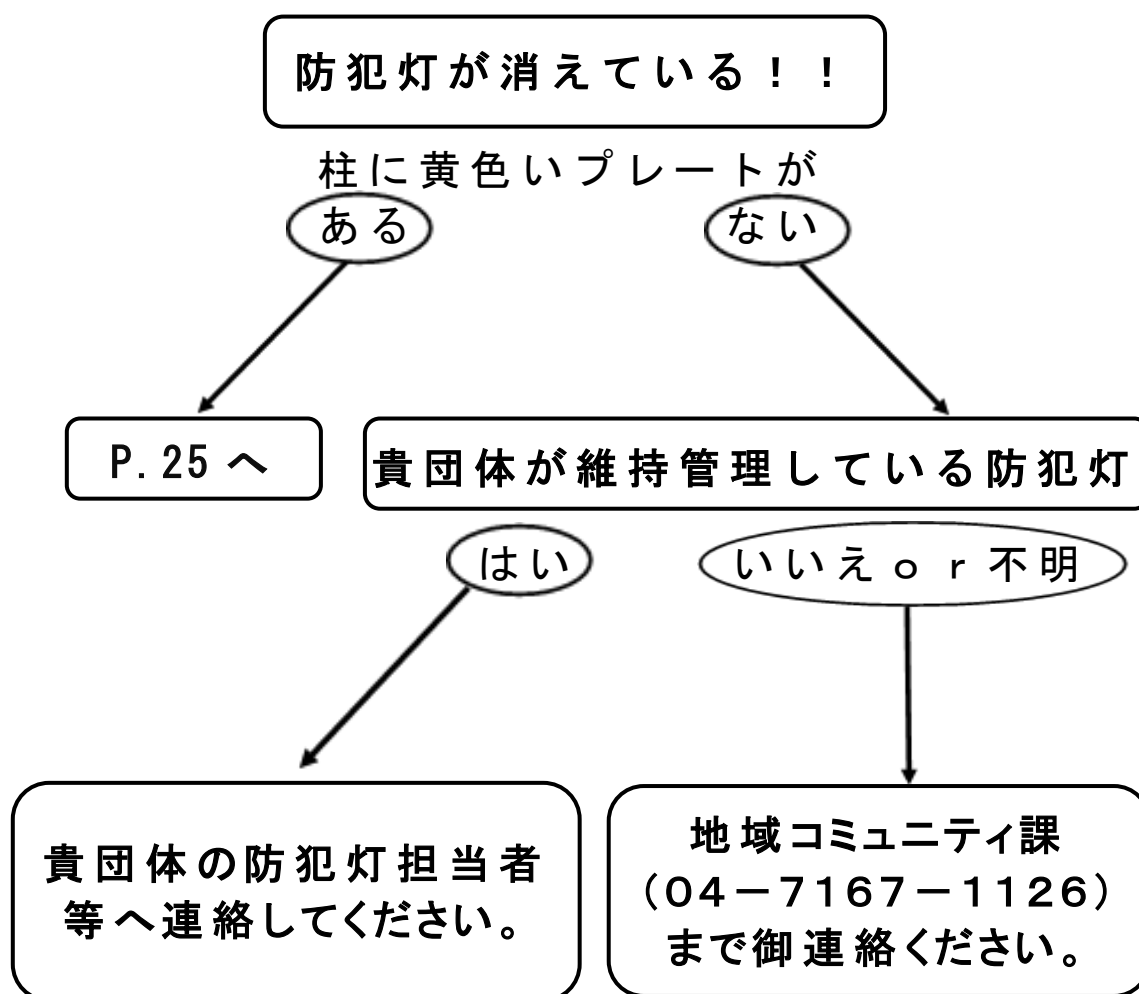 防犯灯が消えている！！
柱に黄色いプレートが
ある
ない
P.25へ
貴団体が維持管理している防犯灯
はい
いいえｏｒ不明
貴団体の防犯灯担当者
等へ連絡してください。
地域コミュニティ課
（０４－７１６７－１１２６）
まで御連絡ください。